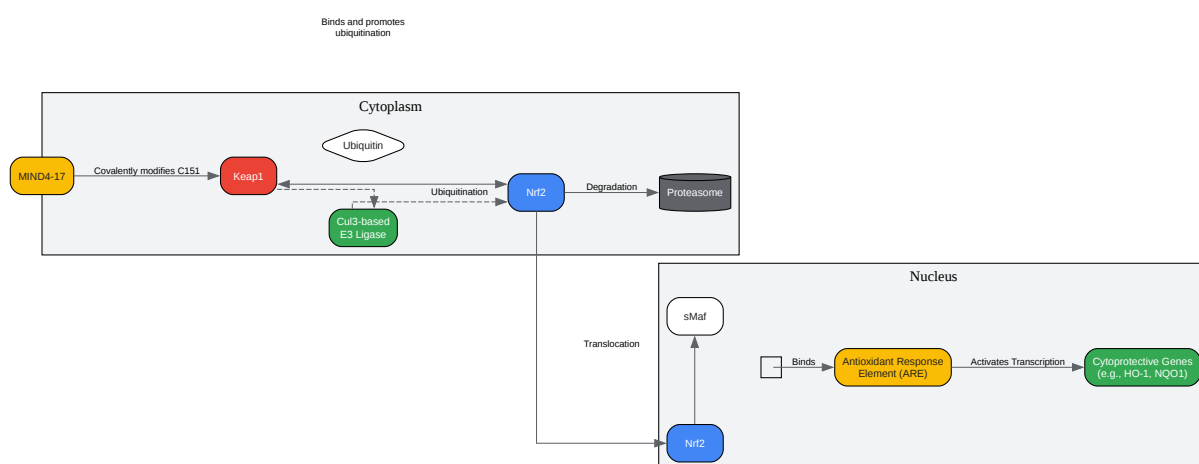 Binds and promotes
ubiquitination
Cytoplasm
Ubiquitin
MIND4-17
Covalently modifies C151
Keap1
Ubiquitination
Nrf2
Degradation
Proteasome
Cul3-based
E3 Ligase
Nucleus
sMaf
Translocation
Binds
Antioxidant Response
Element (ARE)
Activates Transcription
Cytoprotective Genes
(e.g., HO-1, NQO1)
Nrf2